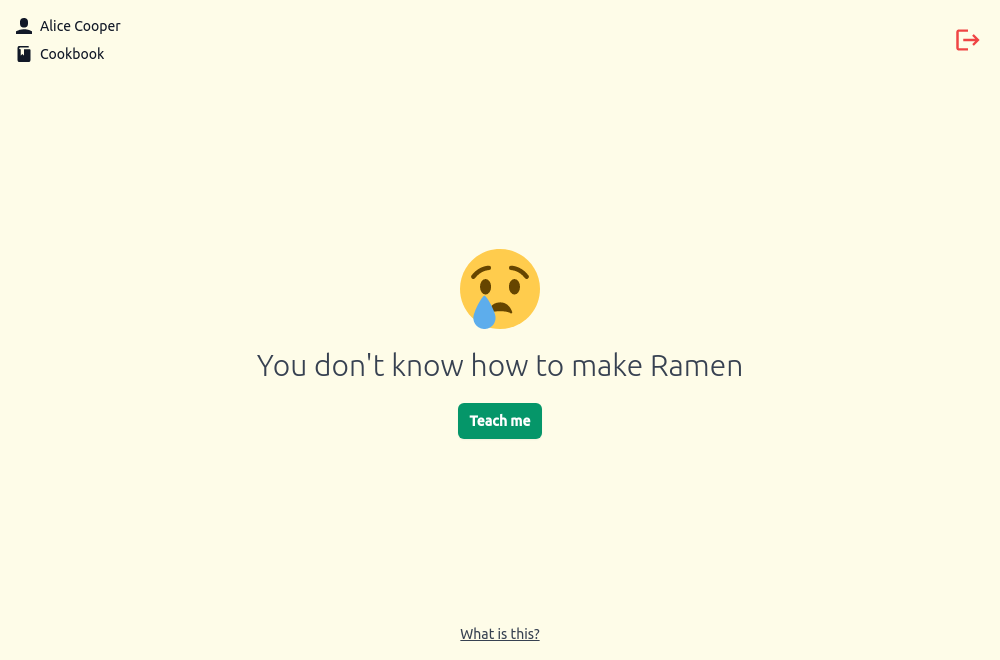 Alice Cooper
Cookbook
You don't know how to make Ramen
Teach me
What is this?